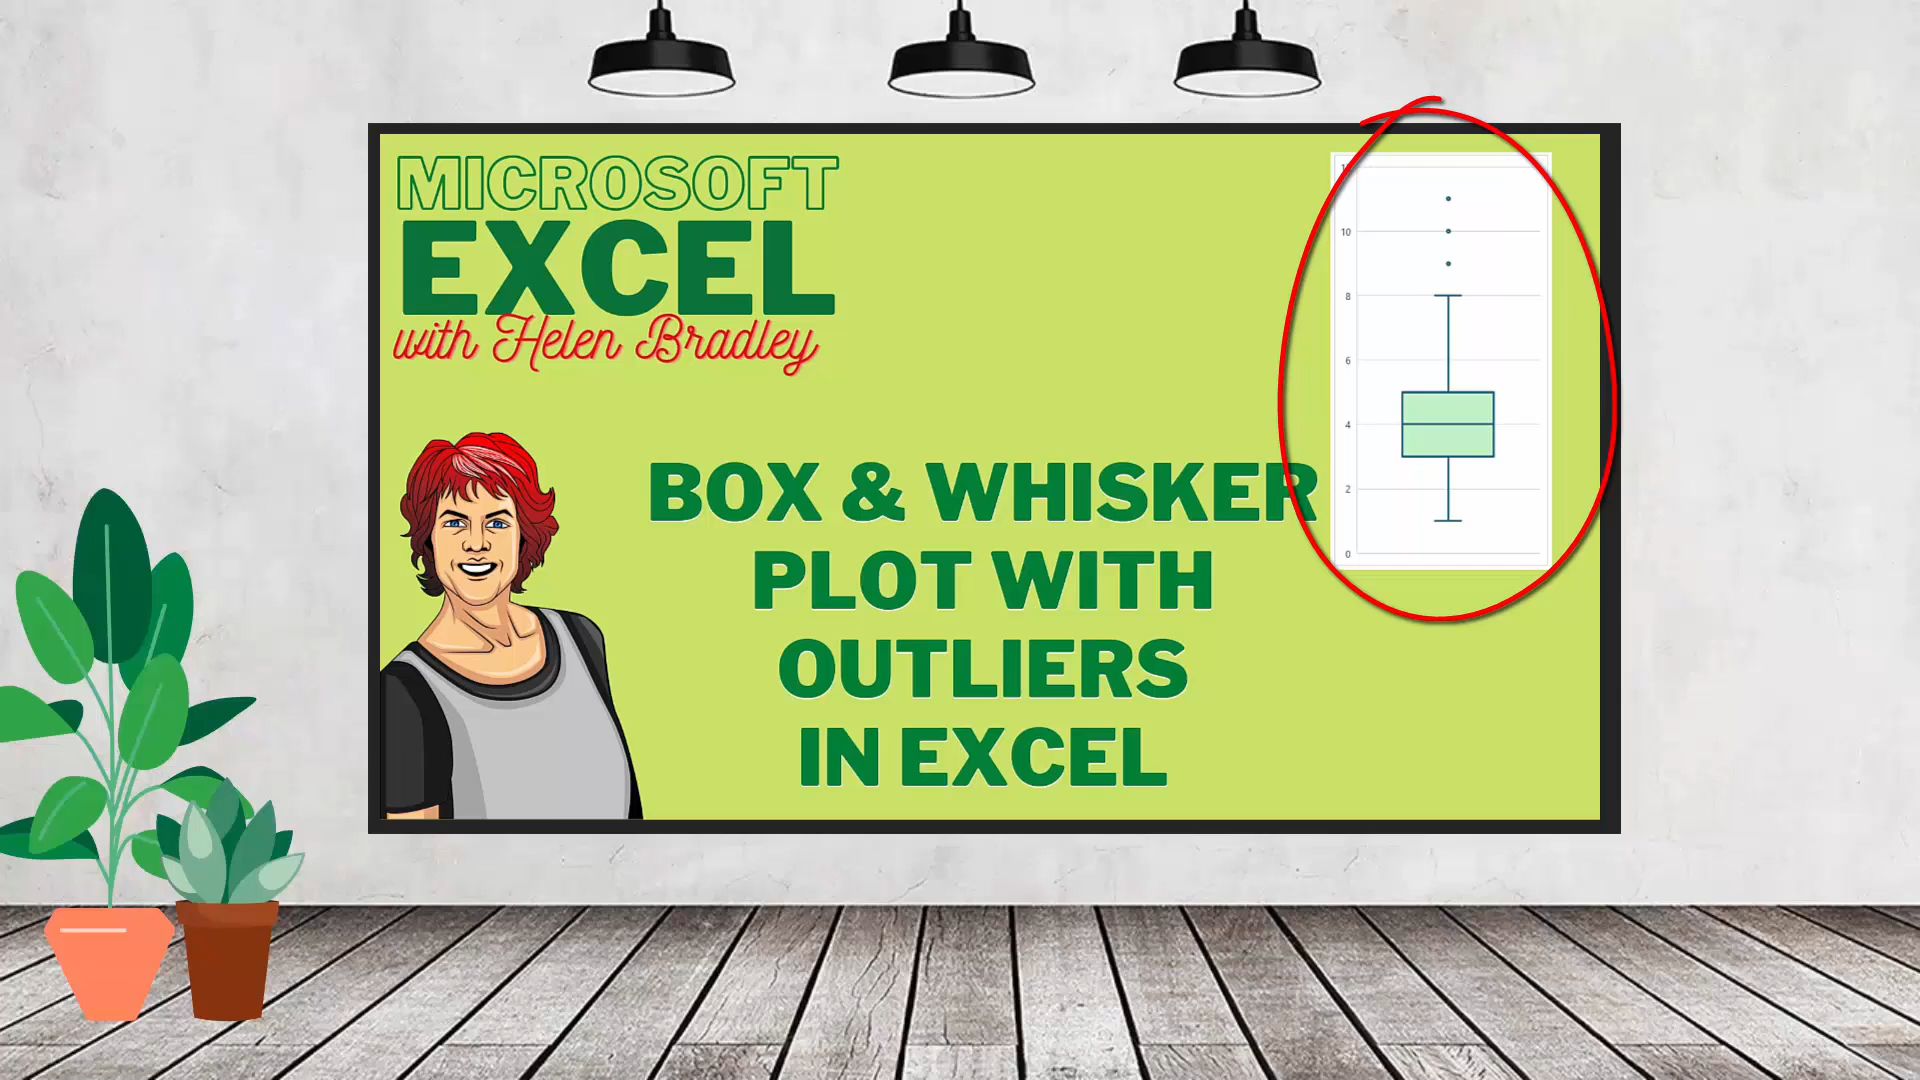 MICROSOFT
EXCEL
with Helen Bradley
BOX & WHISKER
PLOT WITH
OUTLIERS
IN EXCEL
10
8
6
4
2
0